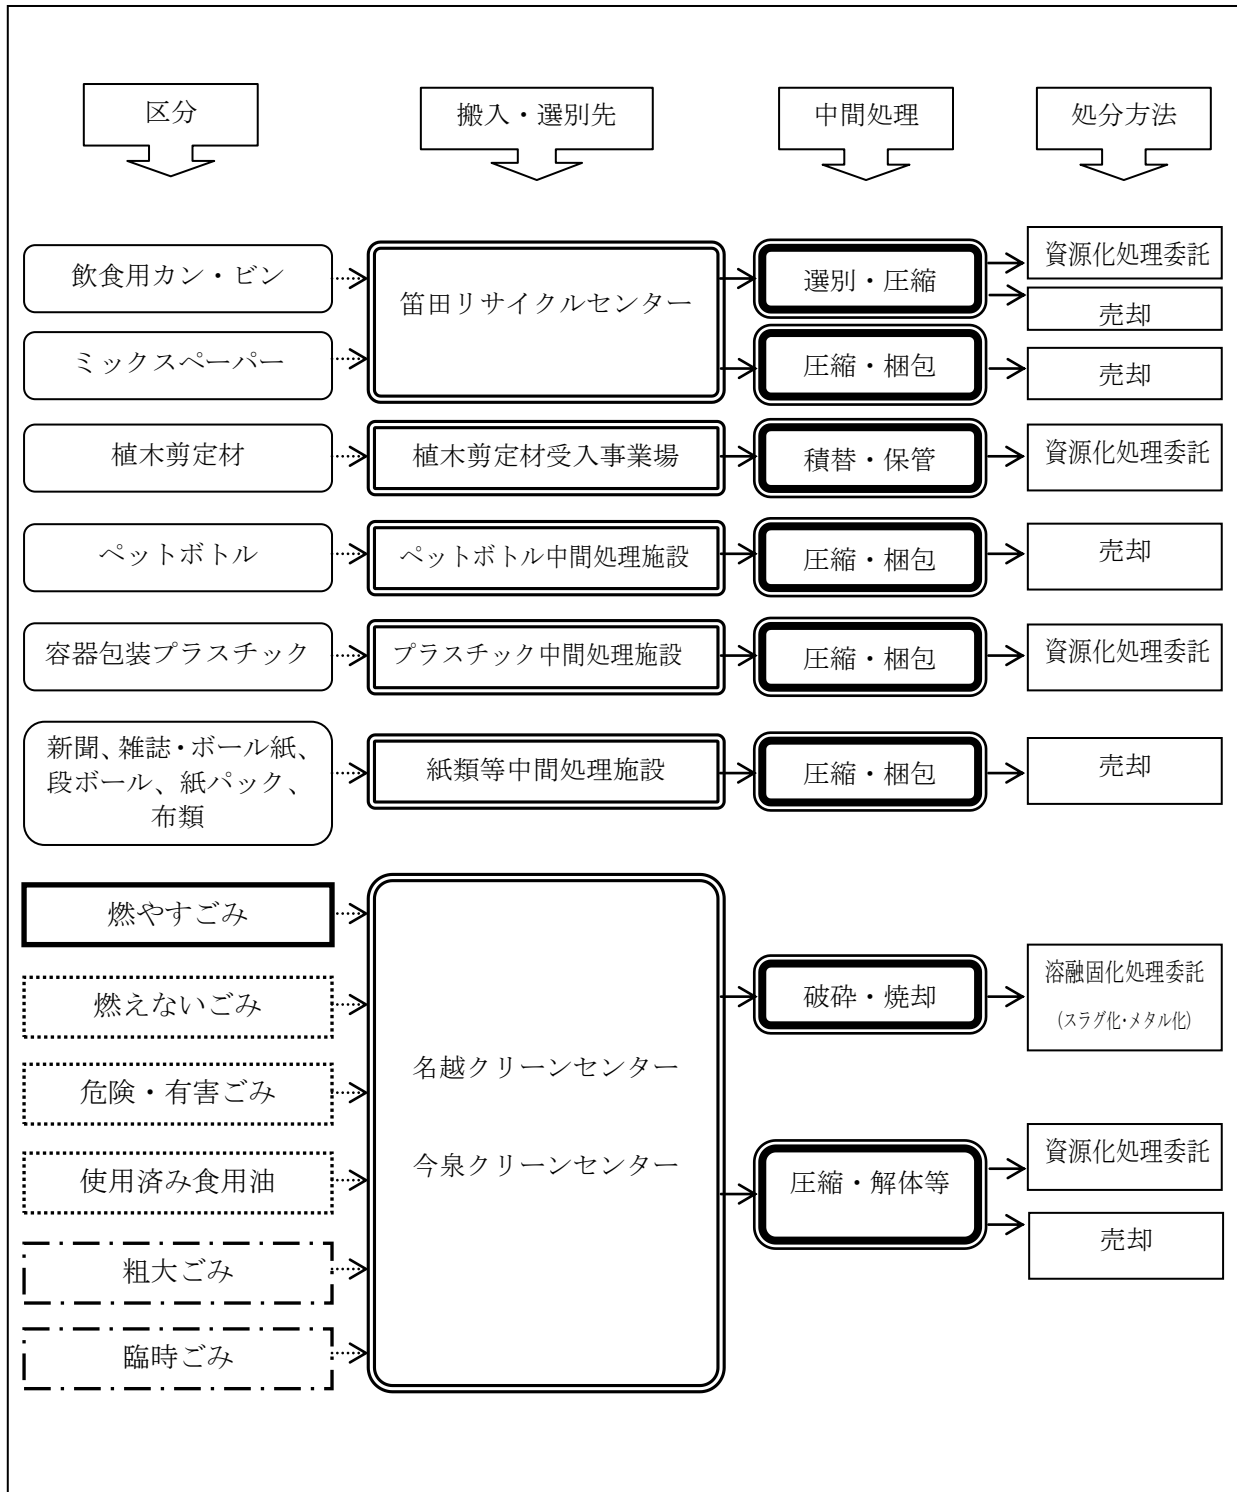 区分
搬入・選別先
中間処理
処分方法
飲食用カン・ビン
笛田リサイクルセンター
選別・圧縮
資源化処理委託
売却
ミックスペーパー
圧縮・梱包
売却
植木剪定材
植木剪定材受入事業場
積替・保管
資源化処理委託
ペットボトル
ペットボトル中間処理施設
圧縮・梱包
売却
容器包装プラスチック
プラスチック中間処理施設
圧縮・梱包
資源化処理委託
新聞、雑誌・ボール紙、
段ボール、紙パック、
布類
紙類等中間処理施設
圧縮・梱包
売却
燃やすごみ
燃えないごみ
危険・有害ごみ
使用済み食用油
粗大ごみ
臨時ごみ
名越クリーンセンター
今泉クリーンセンター
破砕・焼却
溶融固化処理委託
(スラグ化・メタル化)
圧縮・解体等
資源化処理委託
売却